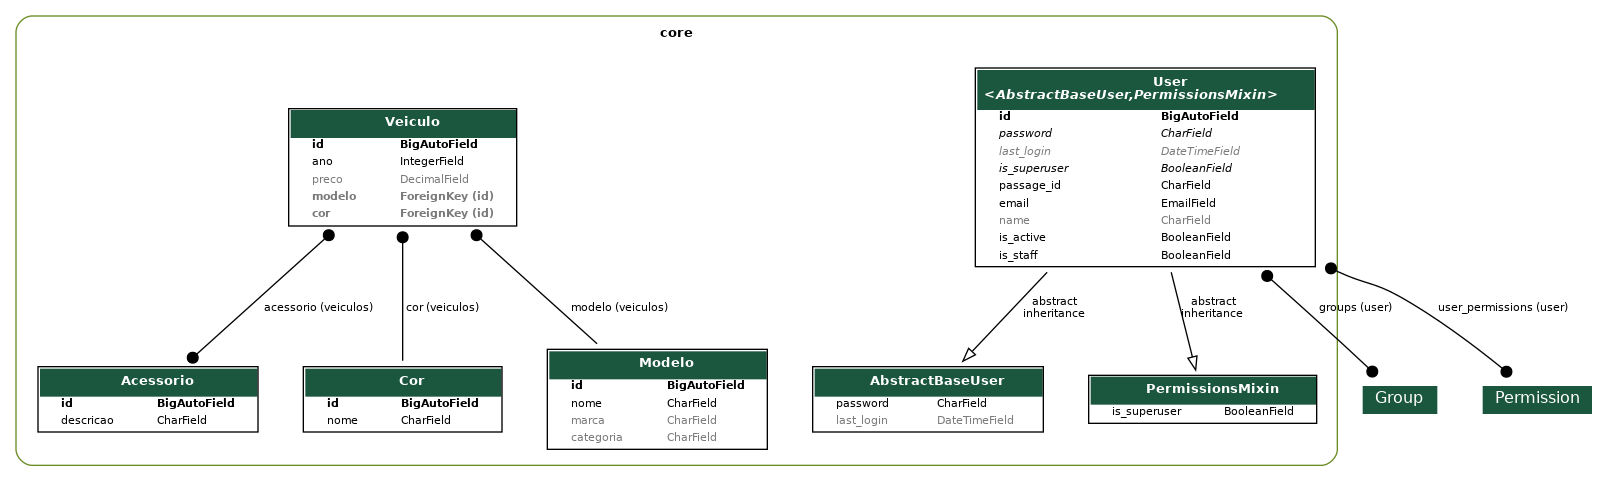 core
Veiculo
id BigAutoField
ano IntegerField
preco DecimalField
modelo ForeignKey (id)
cor ForeignKey (id)
User
<AbstractBaseUser,PermissionsMixin>
id BigAutoField
password CharField
last_login DateTimeField
is_superuser BooleanField
passage_id CharField
email EmailField
name CharField
is_active BooleanField
is_staff BooleanField
acessorio (veiculos)
cor (veiculos)
modelo (veiculos)
abstract
inheritance
abstract
inheritance
groups (user)
user_permissions (user)
Acessorio
id BigAutoField
descricao CharField
Cor
id BigAutoField
nome CharField
Modelo
id BigAutoField
nome CharField
marca CharField
categoria CharField
AbstractBaseUser
password CharField
last_login DateTimeField
PermissionsMixin
is_superuser BooleanField
Group
Permission